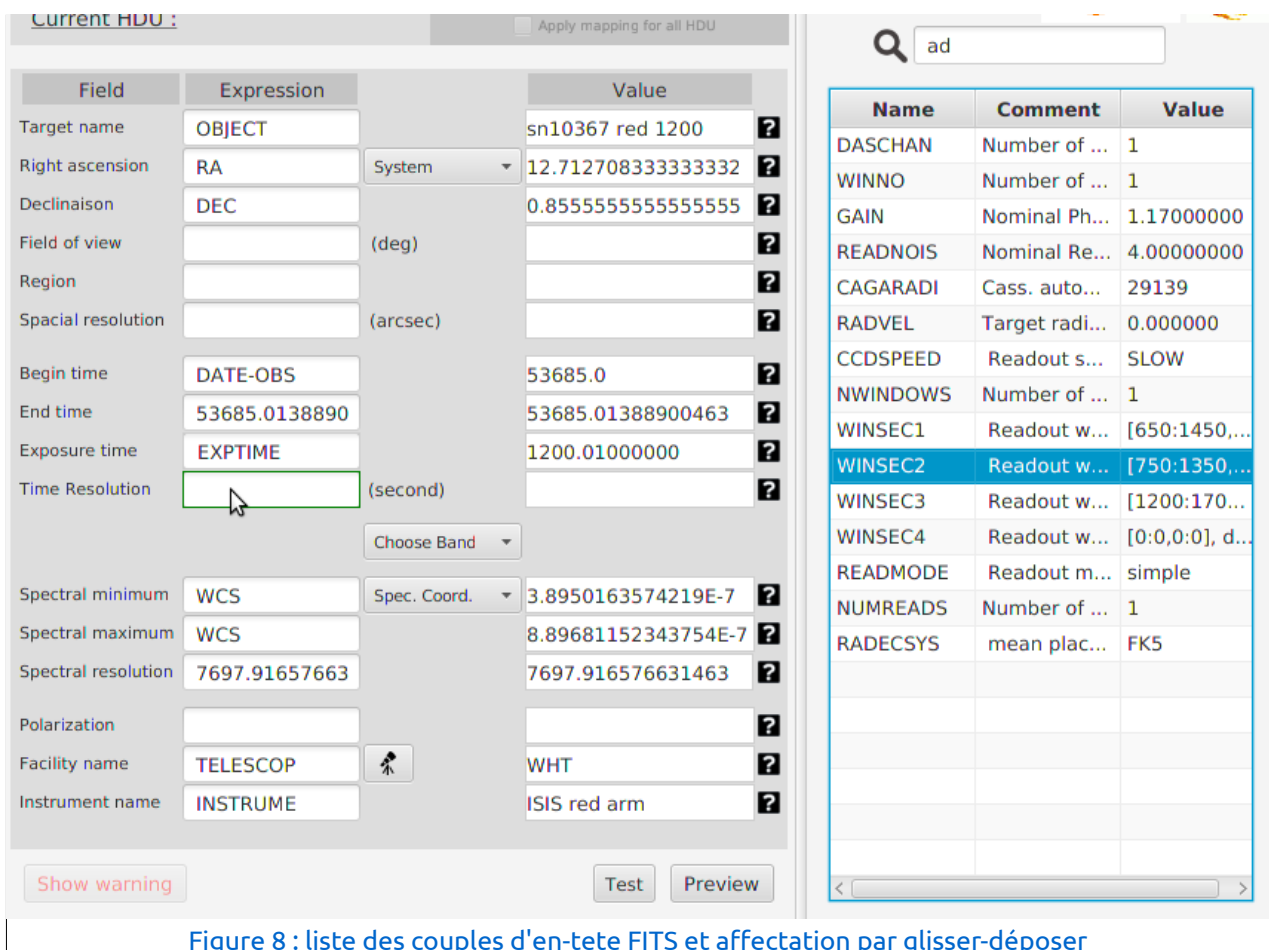 Current HDU :
Apply mapping for all HDU
Field Expression Value
Target name OBJECT sn10367 red 1200 ?
Right ascension RA System 12.712708333333332 ?
Declinaison DEC 0.8555555555555555 ?
Field of view (deg) ?
Region ?
Spacial resolution (arcsec) ?
Begin time DATE-OBS 53685.0 ?
End time 53685.0138890 53685.01388900463 ?
Exposure time EXPTIME 1200.01000000 ?
Time Resolution (second) ?
Choose Band
Spectral minimum WCS Spec. Coord. 3.8950163574219E-7 ?
Spectral maximum WCS 8.89681152343754E-7 ?
Spectral resolution 7697.91657663 7697.916576631463 ?
Polarization ?
Facility name TELESCOP WHT ?
Instrument name INSTRUME ISIS red arm ?
Show warning Test Preview
ad
Name Comment Value
DASCHAN Number of ... 1
WINNO Number of ... 1
GAIN Nominal Ph... 1.17000000
READNOIS Nominal Re... 4.00000000
CAGARADI Cass. auto... 29139
RADVEL Target radi... 0.000000
CCDSPEED Readout s... SLOW
NWINDOWS Number of ... 1
WINSEC1 Readout w... [650:1450,...
WINSEC2 Readout w... [750:1350,...
WINSEC3 Readout w... [1200:170...
WINSEC4 Readout w... [0:0,0:0], d...
READMODE Readout m... simple
NUMREADS Number of ... 1
RADECSYS mean plac... FK5
Figure 8 : liste des couples d'en-tete FITS et affectation par glisser-déposer